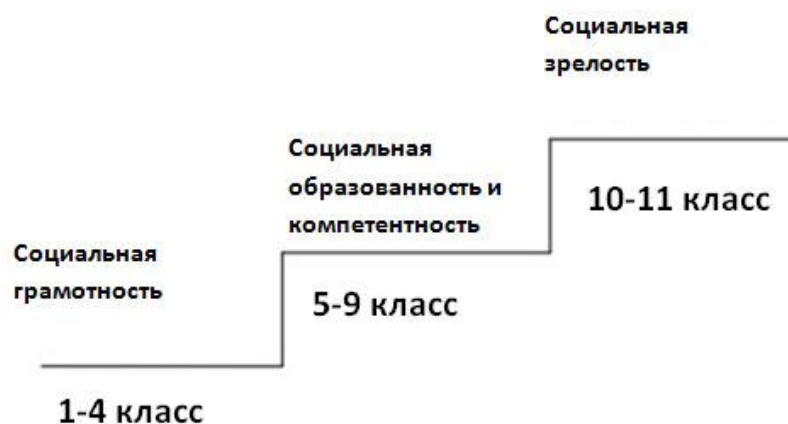 Социальная
зрелость
Социальная
образованность и
компетентность
10-11 класс
Социальная
грамотность
5-9 класс
1-4 класс